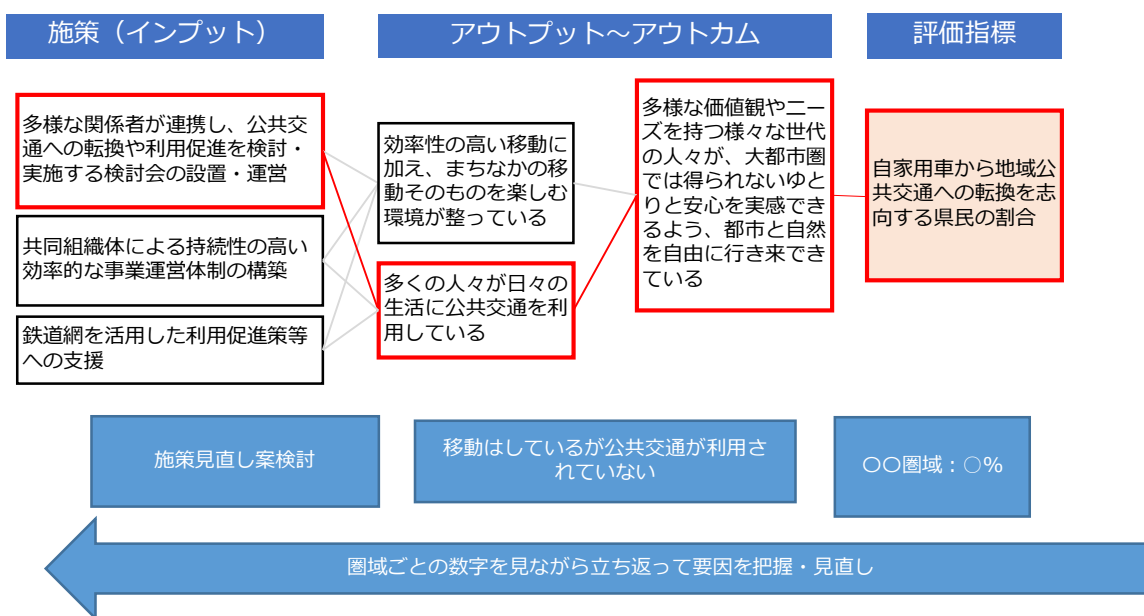 施策（インプット）
アウトプット～アウトカム
評価指標
多様な関係者が連携し、公共交
通への転換や利用促進を検討・
実施する検討会の設置・運営
共同組織体による持続性の高い
効率的な事業運営体制の構築
鉄道網を活用した利用促進策等
への支援
効率性の高い移動に
加え、まちなかの移
動そのものを楽しむ
環境が整っている
多くの人々が日々の
生活に公共交通を利
用している
多様な価値観やニー
ズを持つ様々な世代
の人々が、大都市圏
では得られないゆと
りと安心を実感でき
るよう、都市と自然
を自由に行き来でき
ている
自家用車から地域公
共交通への転換を志
向する県民の割合
施策見直し案検討
移動はしているが公共交通が利用さ
れていない
〇〇圏域：○%
圏域ごとの数字を見ながら立ち返って要因を把握・見直し